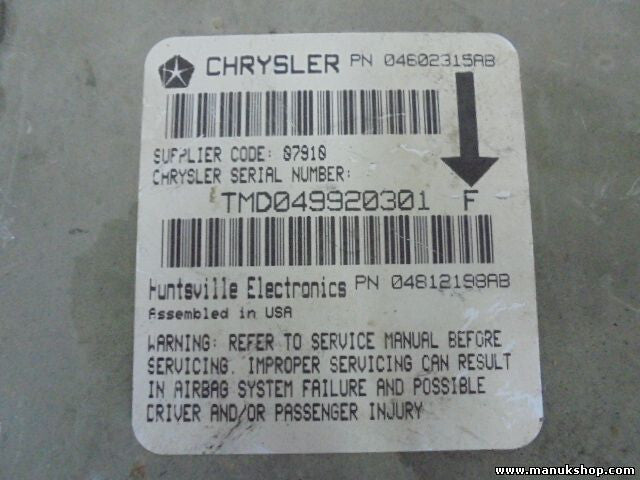 CHRYSLER PN 04602315AB
SUPPLIER CODE: 07910
CHRYSLER SERIAL NUMBER:
TMD049920301 F
Huntsville Electronics PN 04812198AB
Assembled in USA
WARNING: REFER TO SERVICE MANUAL BEFORE
SERVICING. IMPROPER SERVICING CAN RESULT
IN AIRBAG SYSTEM FAILURE AND POSSIBLE
DRIVER AND/OR PASSENGER INJURY
www.manukshop.com